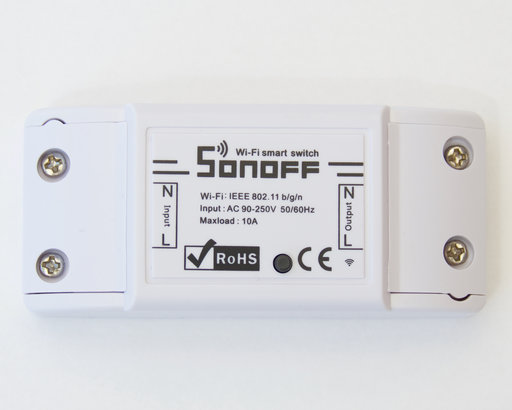 Wi-Fi smart switch
SONOFF
Wi-Fi: IEEE 802.11 b/g/n
Input : AC 90-250V 50/60Hz
Maxload : 10A
N
Input
L
N
Output
L
RoHS
CE